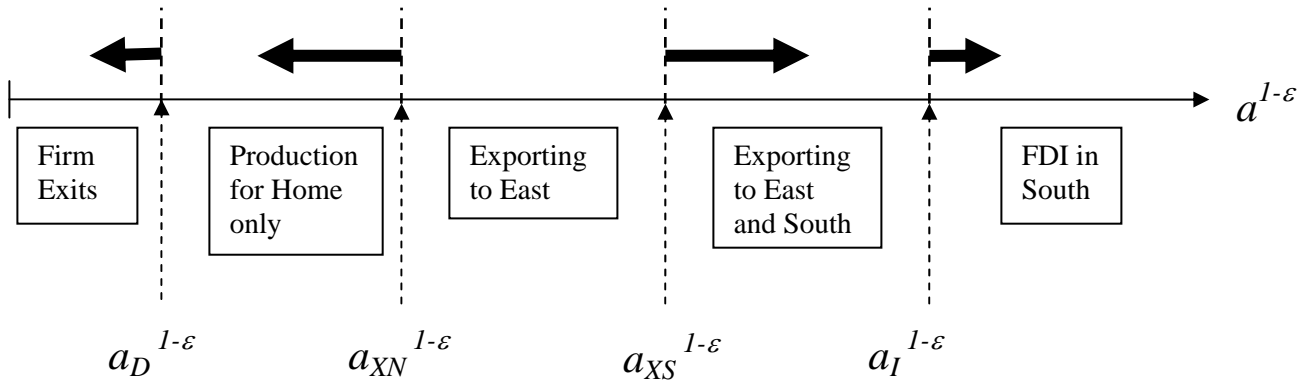 a^{1-ε}
Firm
Exits
Production
for Home
only
Exporting
to East
Exporting
to East
and South
FDI in
South
a_D^{1-ε}
a_{XN}^{1-ε}
a_{XS}^{1-ε}
a_I^{1-ε}